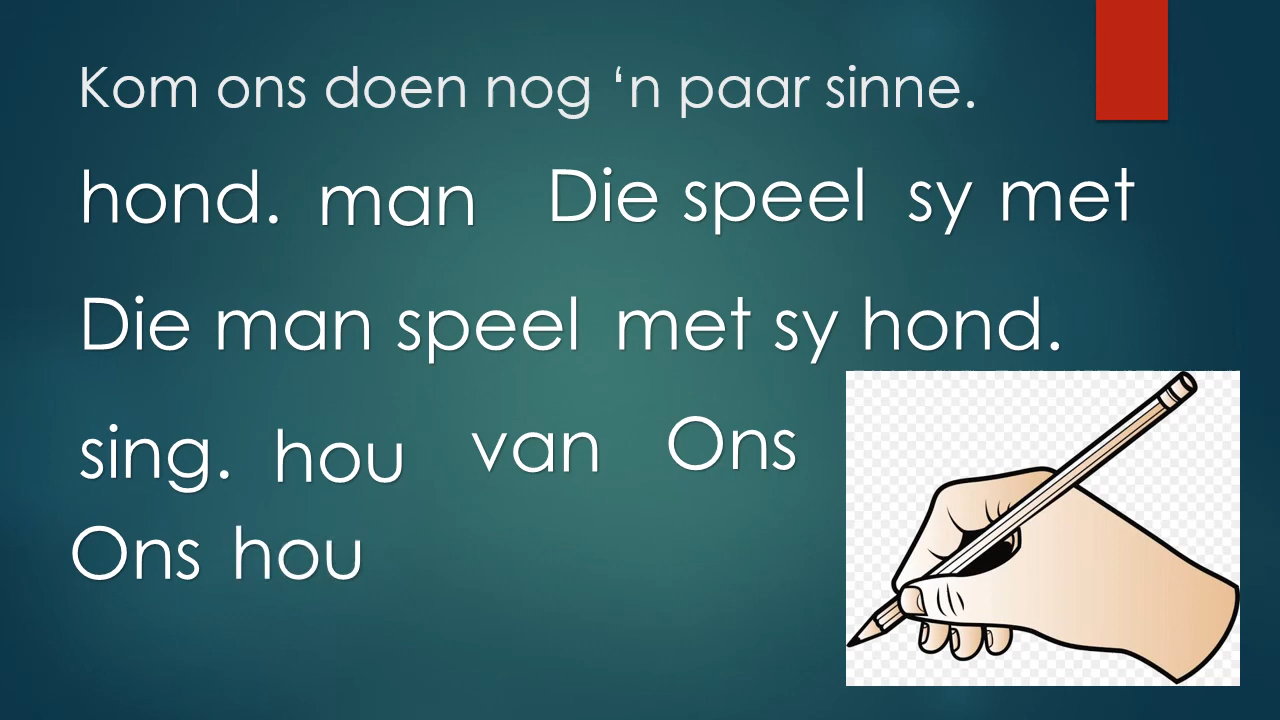 Kom ons doen nog ‘n paar sinne.
hond. man Die speel sy met
Die man speel met sy hond.
sing. hou van Ons
Ons hou